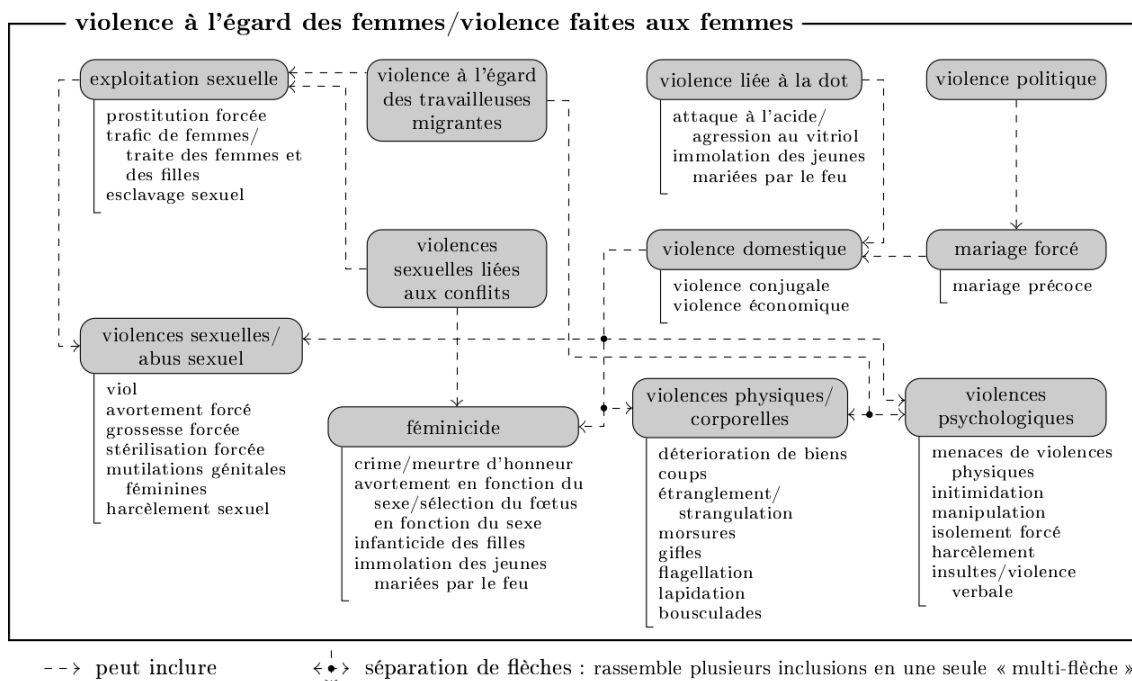 violence à l'égard des femmes/violence faites aux femmes
exploitation sexuelle
prostitution forcée
trafic de femmes/
traite des femmes et
des filles
esclavage sexuel
violence à l'égard
des travailleuses
migrantes
violence liée à la dot
attaque à l'acide/
agression au vitriol
immolation des jeunes
mariées par le feu
violence politique
violences
sexuelles liées
aux conflits
violence domestique
violence conjugale
violence économique
mariage forcé
mariage précoce
violences sexuelles/
abus sexuel
viol
avortement forcé
grossesse forcée
stérilisation forcée
mutilations génitales
féminines
harcèlement sexuel
féminicide
crime/meurtre d'honneur
avortement en fonction du
sexe/sélection du fœtus
en fonction du sexe
infanticide des filles
immolation des jeunes
mariées par le feu
violences physiques/
corporelles
déterioration de biens
coups
étranglement/
strangulation
morsures
gifles
flagellation
lapidation
bousculades
violences
psychologiques
menaces de violences
physiques
initimidation
manipulation
isolement forcé
harcèlement
insultes/violence
verbale
peut inclure
séparation de flèches : rassemble plusieurs inclusions en une seule « multi-flèche »